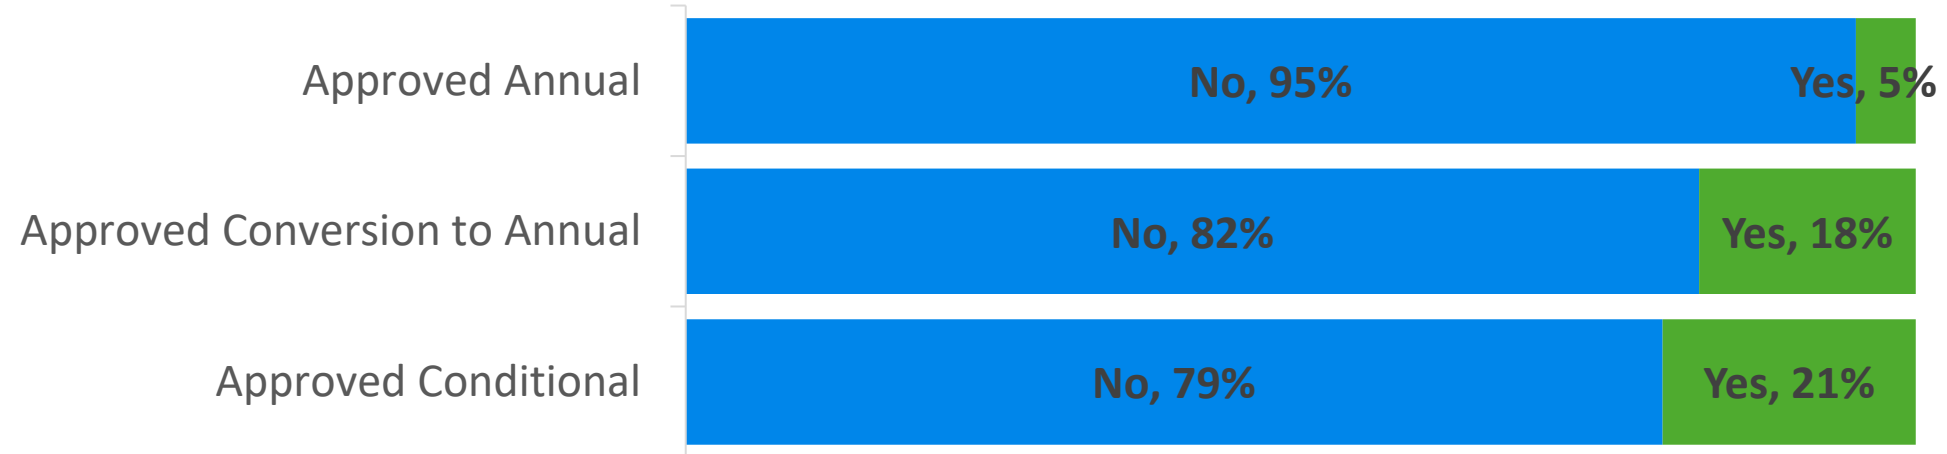 Approved Annual
No, 95%
Yes, 5%
Approved Conversion to Annual
No, 82%
Yes, 18%
Approved Conditional
No, 79%
Yes, 21%